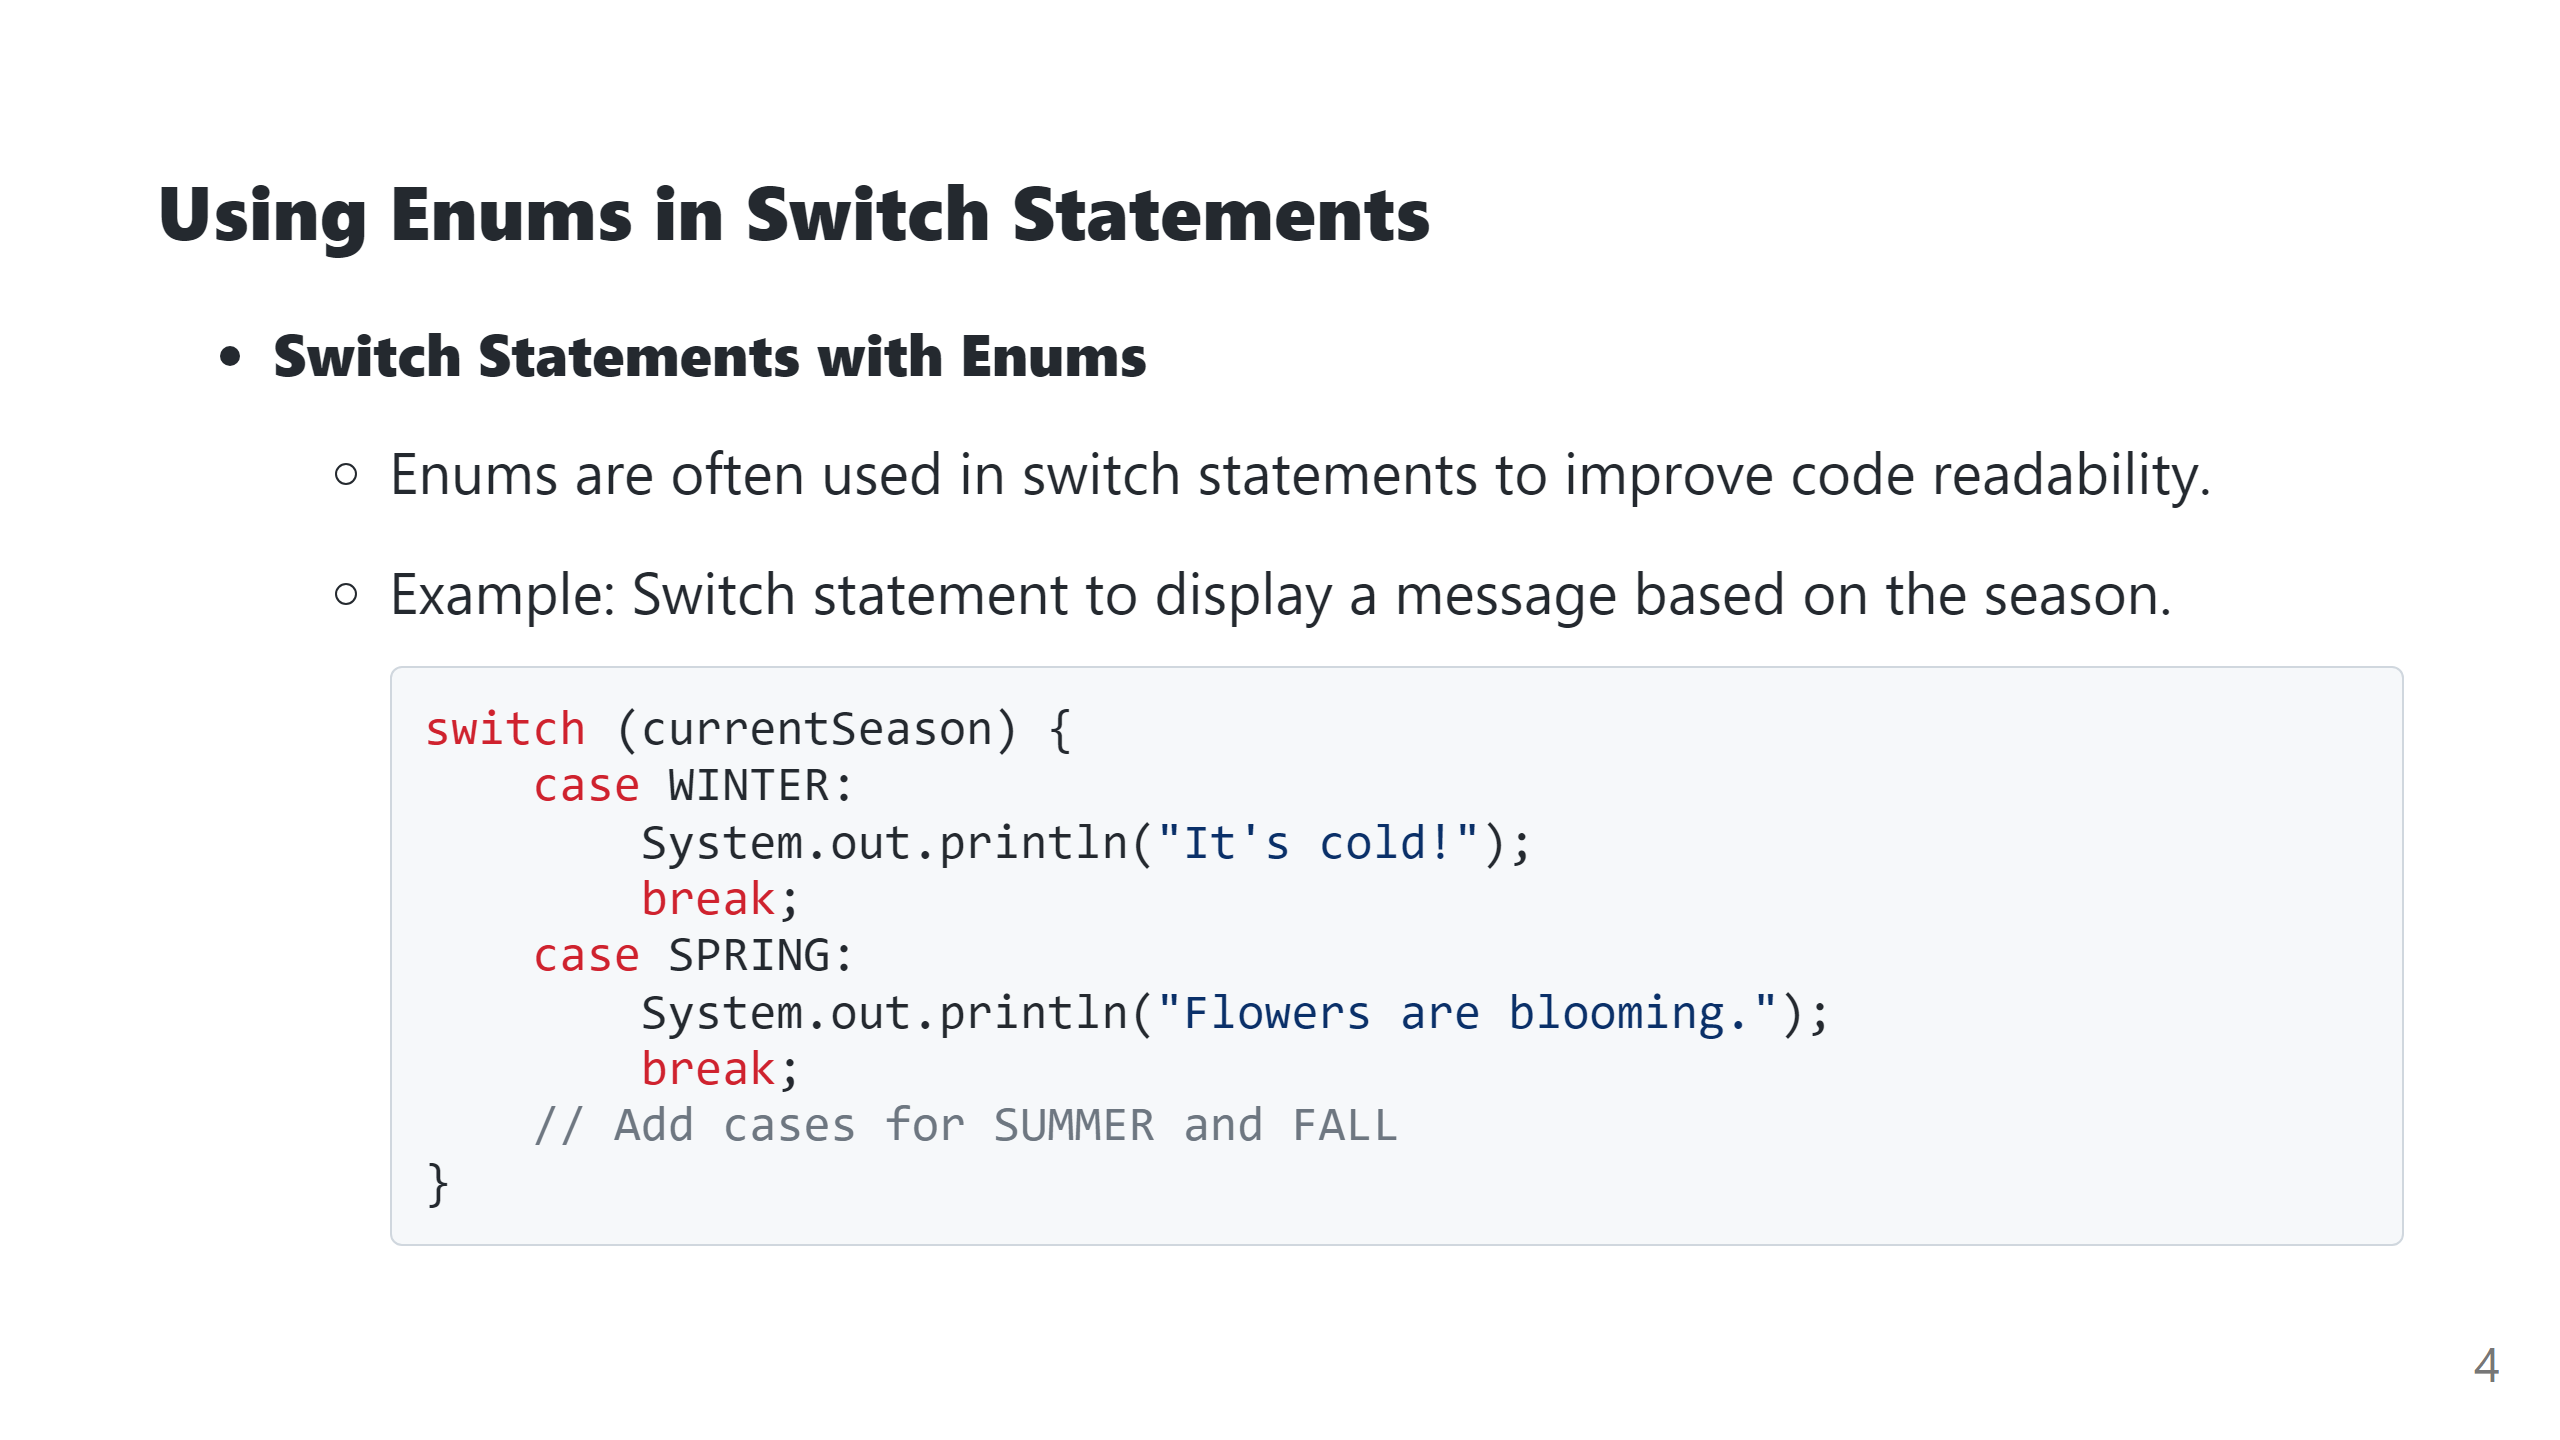 Using Enums in Switch Statements
• Switch Statements with Enums
○ Enums are often used in switch statements to improve code readability.
○ Example: Switch statement to display a message based on the season.
switch (currentSeason) {
    case WINTER:
        System.out.println("It's cold!");
        break;
    case SPRING:
        System.out.println("Flowers are blooming.");
        break;
    // Add cases for SUMMER and FALL
}
4